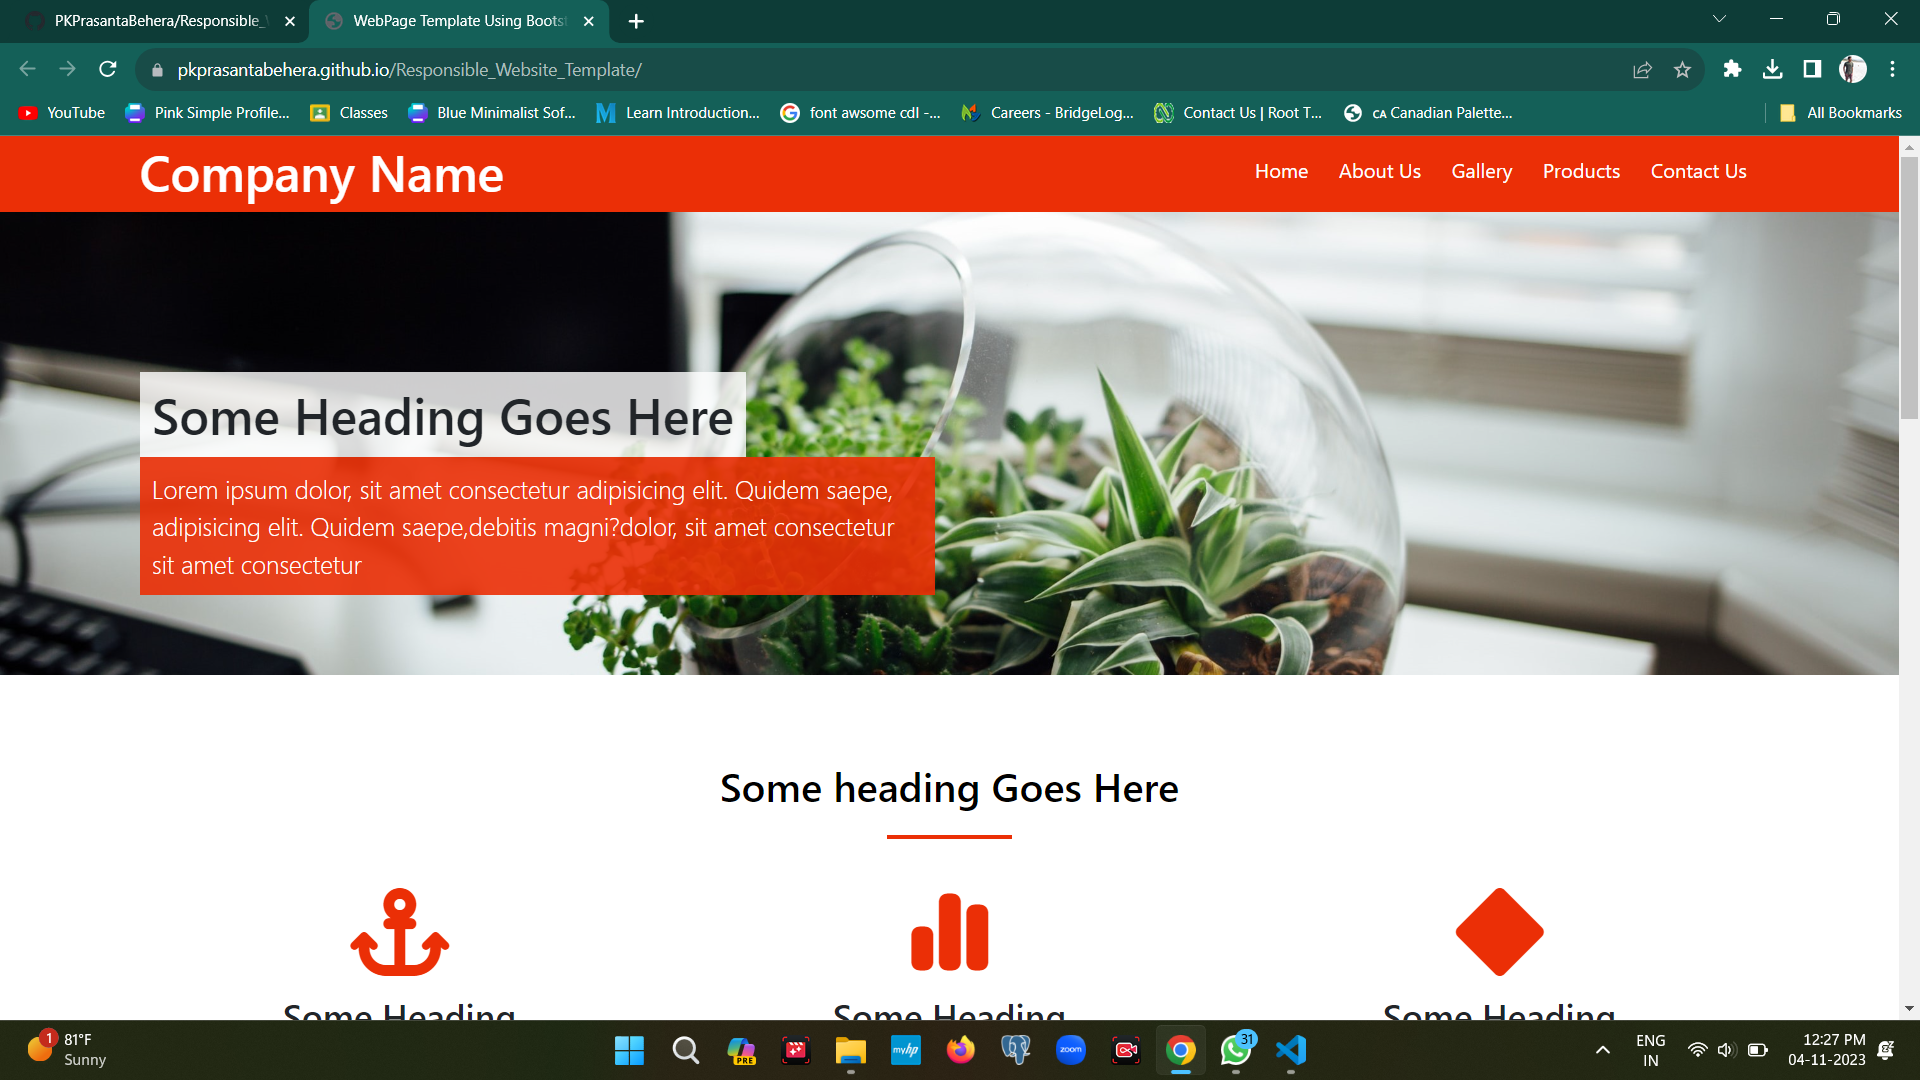 PKPrasantaBehera/Responsible_
WebPage Template Using Boots
pkprasantabehera.github.io/Responsible_Website_Template/
YouTube
Pink Simple Profile...
Classes
Blue Minimalist Sof...
Learn Introduction...
font awsome cdl -...
Careers - BridgeLog...
Contact Us | Root T...
CA Canadian Palette...
All Bookmarks
Company Name
Home
About Us
Gallery
Products
Contact Us
Some Heading Goes Here
Lorem ipsum dolor, sit amet consectetur adipisicing elit. Quidem saepe,
adipisicing elit. Quidem saepe,debitis magni?dolor, sit amet consectetur
sit amet consectetur
Some heading Goes Here
Some Heading
Some Heading
Some Heading
1
81°F
Sunny
PRE
myhp
zoom
31
ENG
IN
12:27 PM
04-11-2023